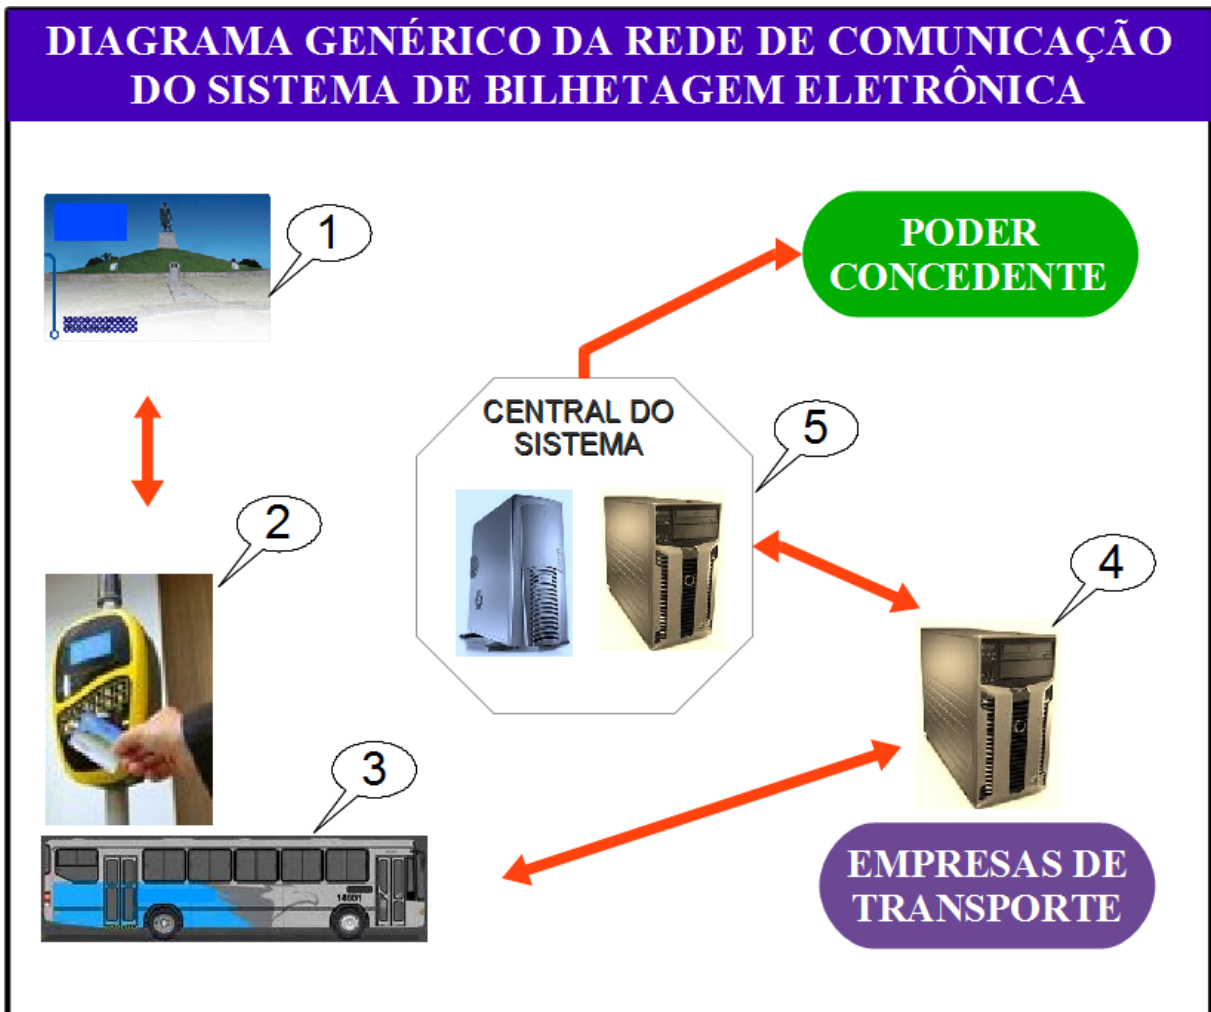 DIAGRAMA GENÉRICO DA REDE DE COMUNICAÇÃO
DO SISTEMA DE BILHETAGEM ELETRÔNICA
1
PODER
CONCEDENTE
CENTRAL DO
SISTEMA
5
2
4
3
EMPRESAS DE
TRANSPORTE